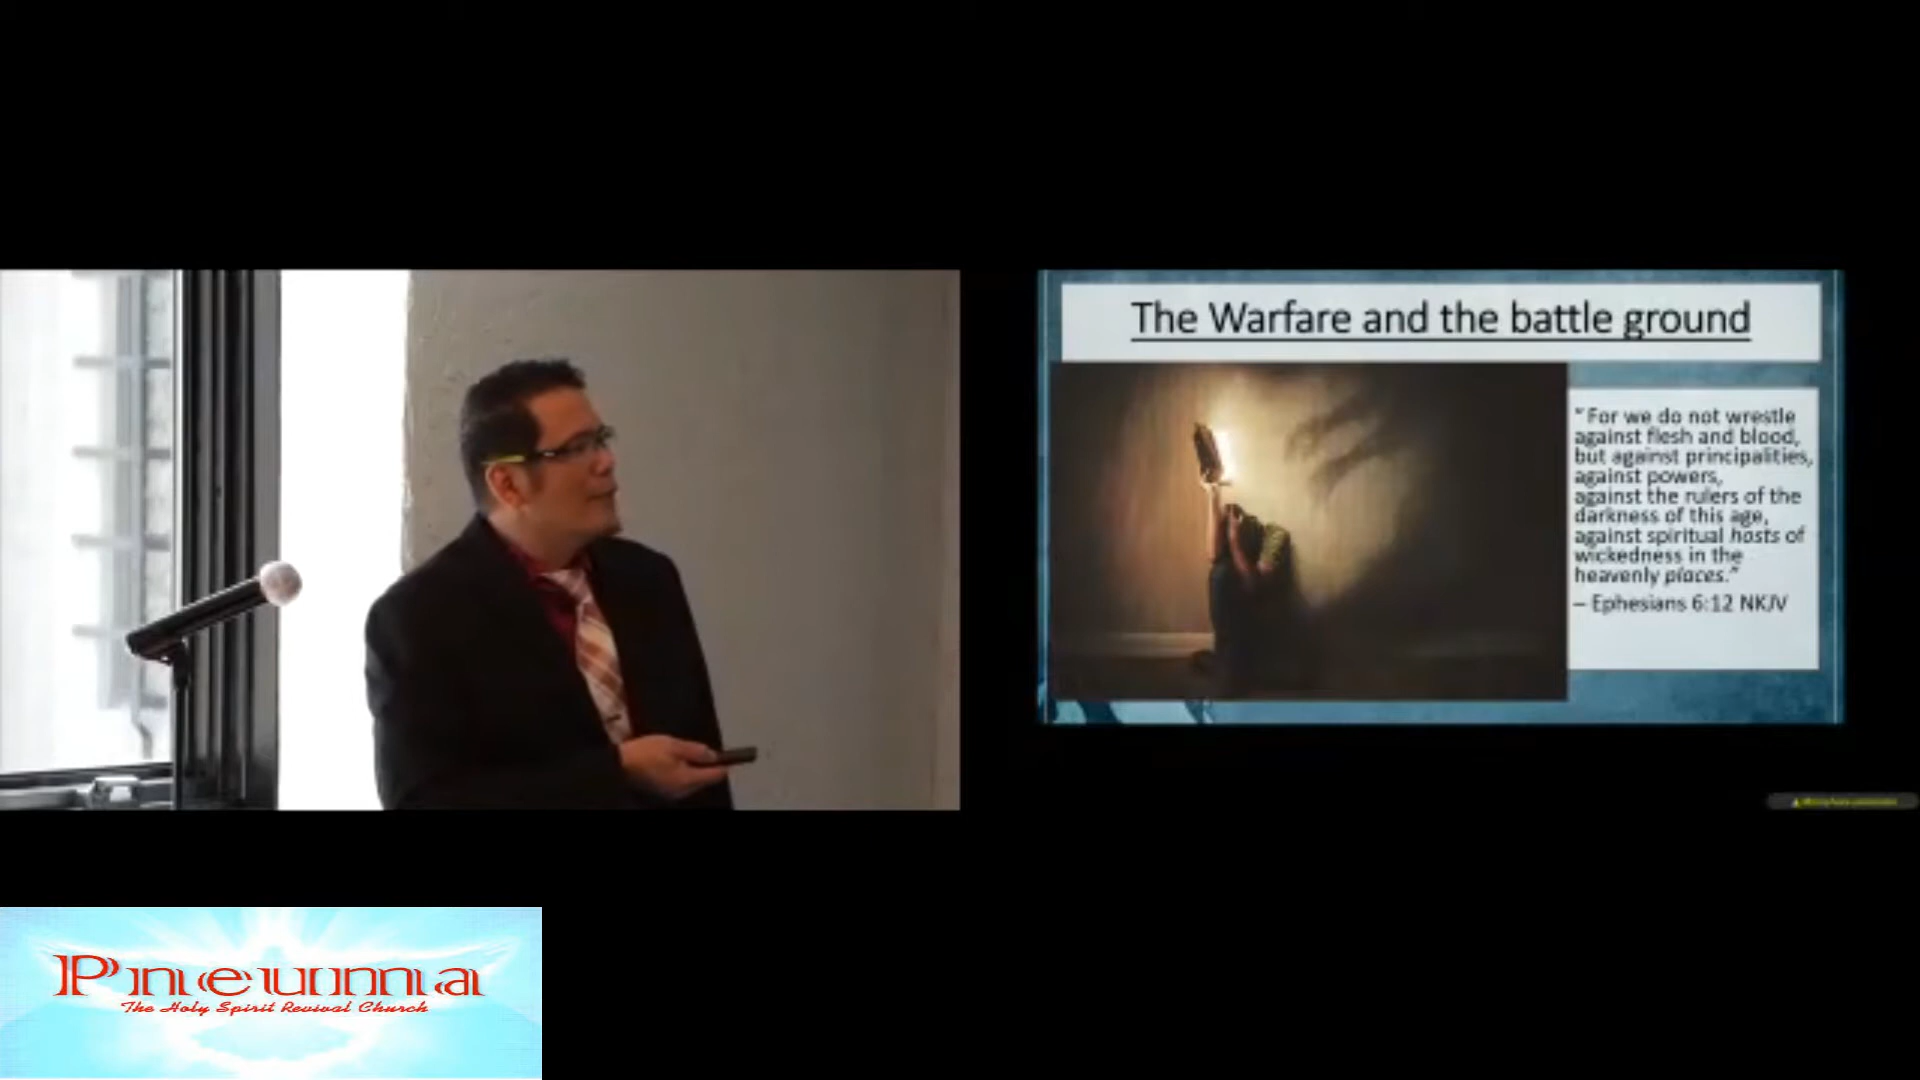 The Warfare and the battle ground
“ For we do not wrestle
against flesh and blood,
but against principalities,
against powers,
against the rulers of the
darkness of this age,
against spiritual hosts of
wickedness in the
heavenly places.”
– Ephesians 6:12 NKJV
Pneuma
The Holy Spirit Revival Church